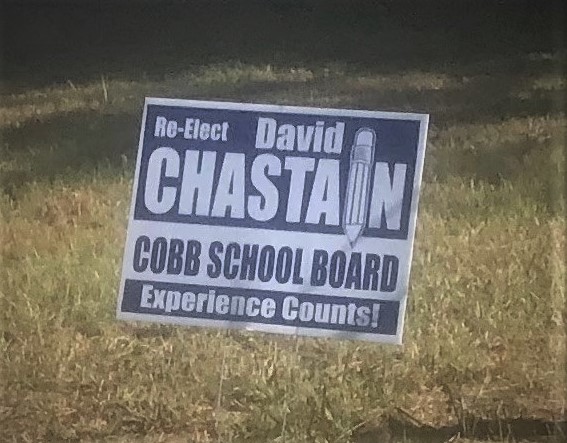 Re-Elect David
CHASTAIN
COBB SCHOOL BOARD
Experience Counts!